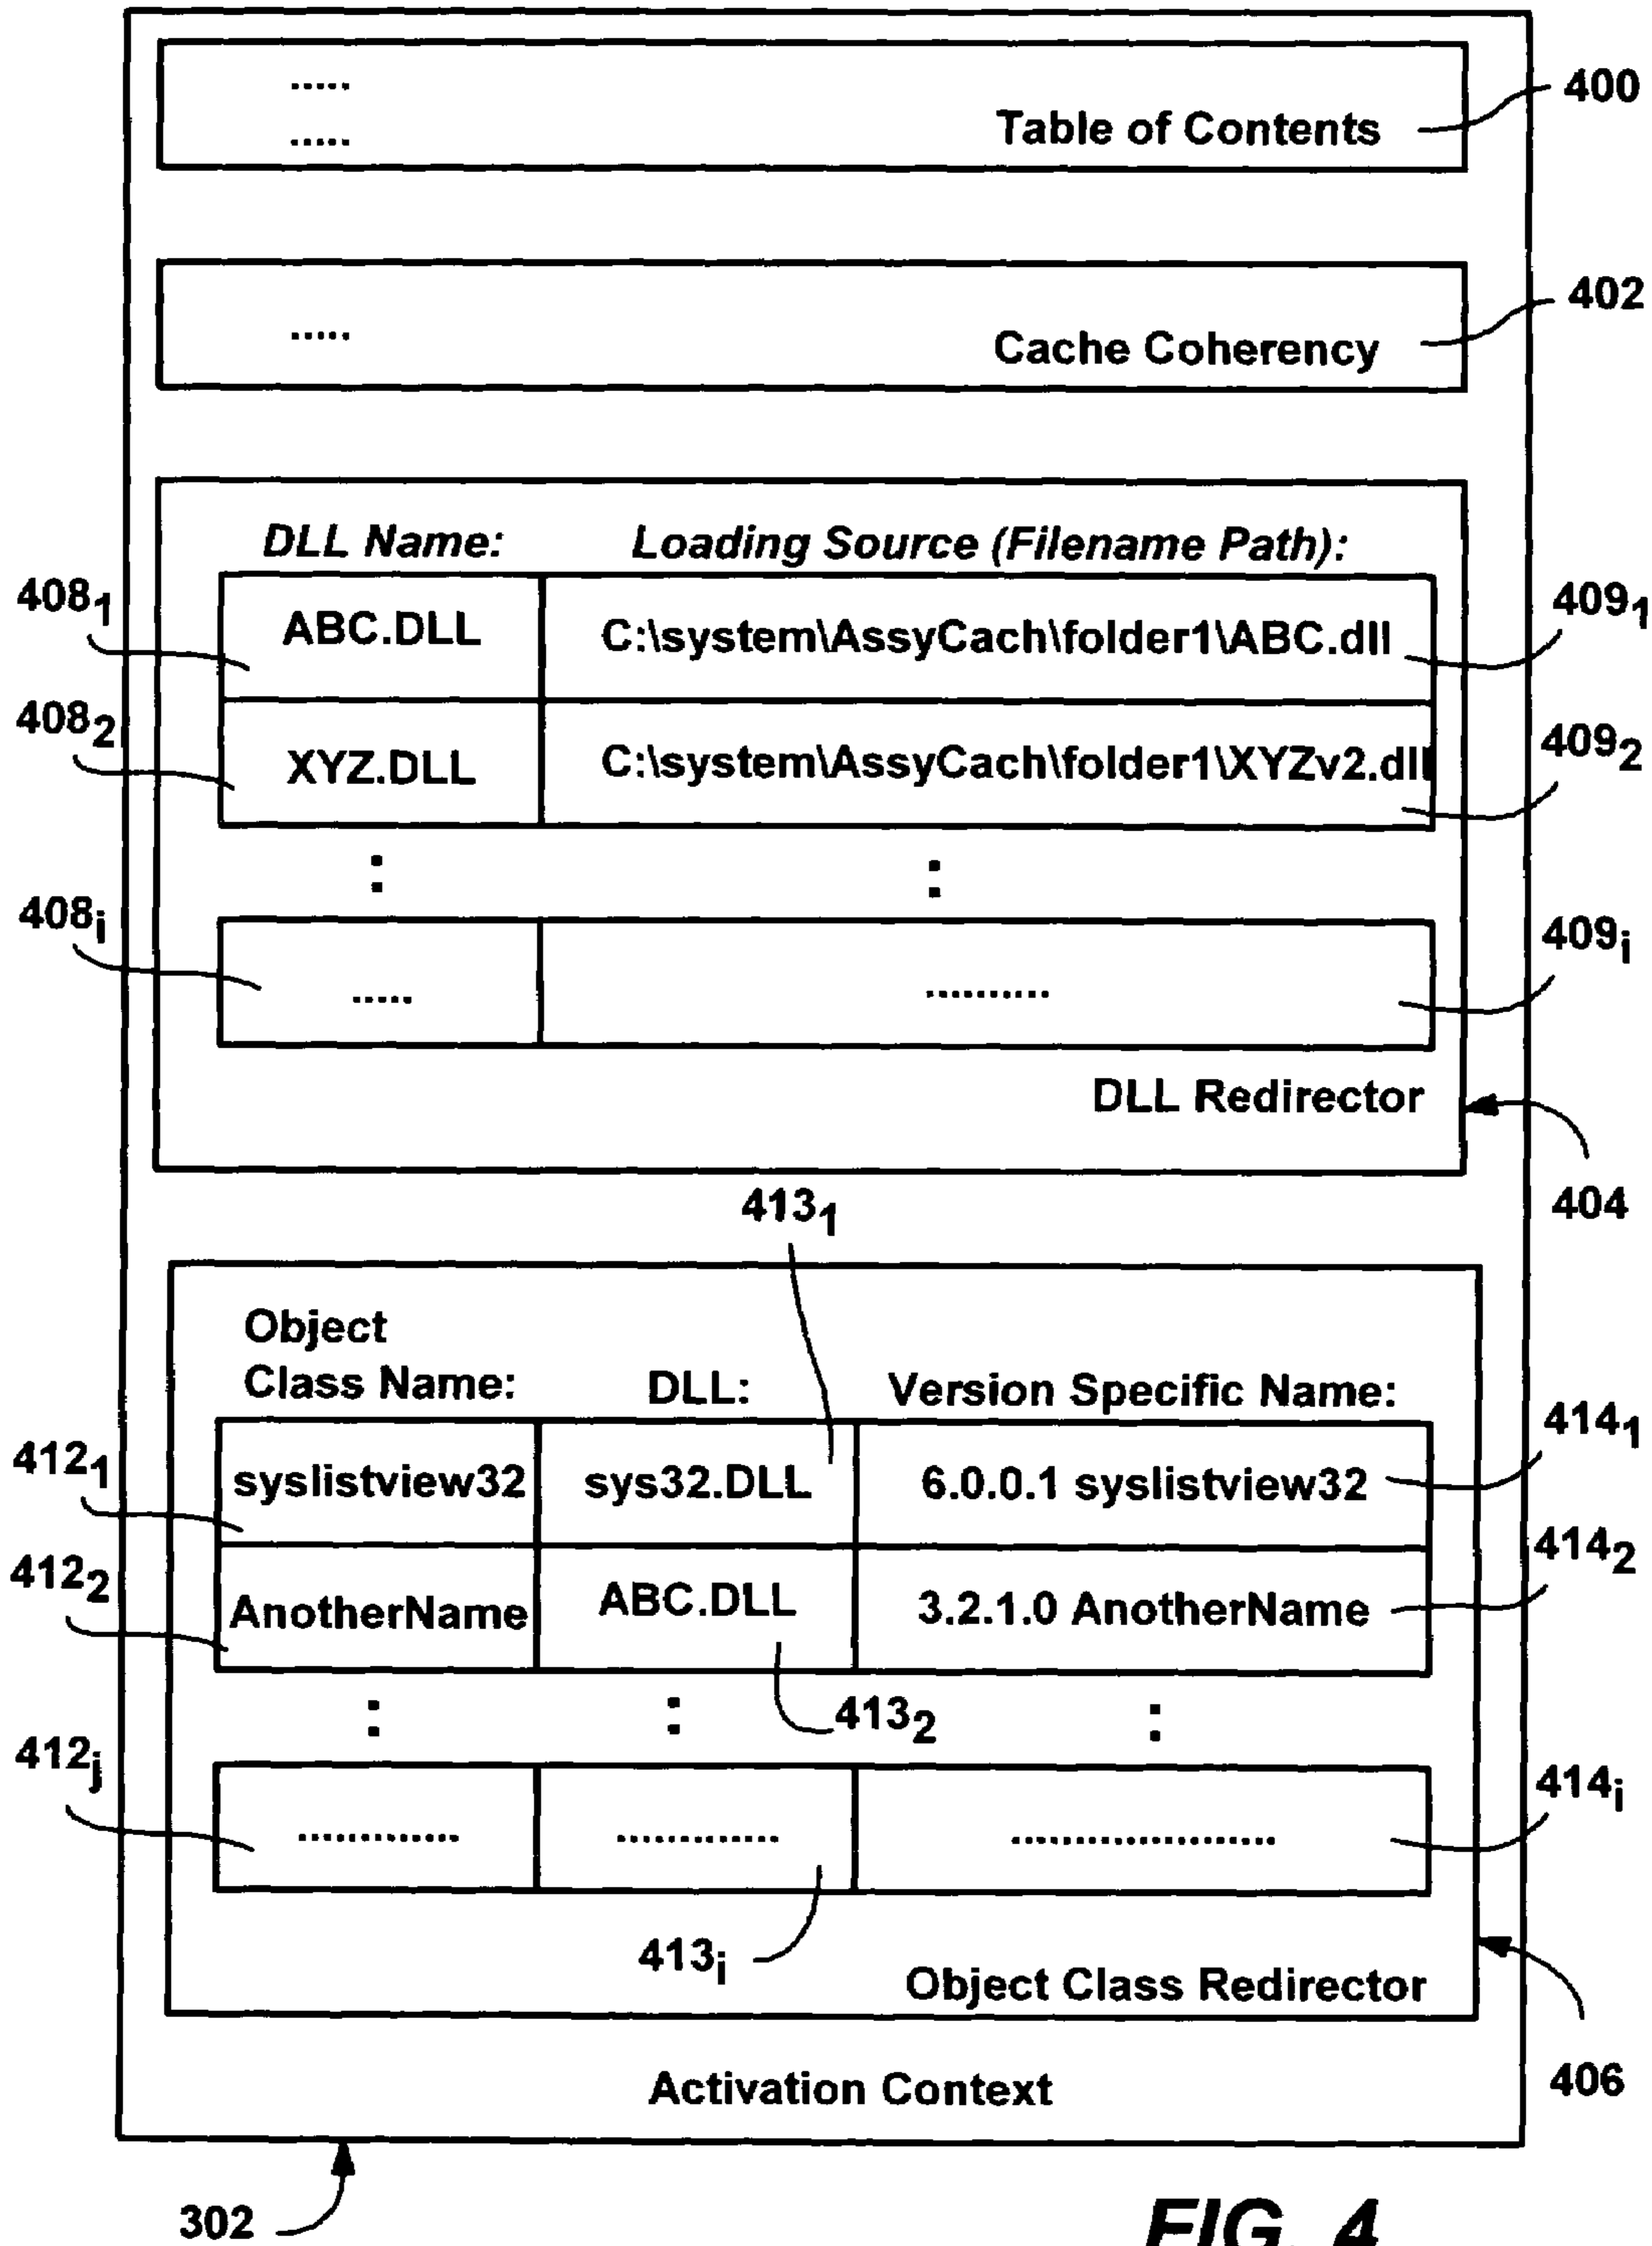 .....
400
.....
Table of Contents
402
.....
Cache Coherency
DLL Name: Loading Source (Filename Path):
408₁ ABC.DLL C:\system\AssyCach\folder1\ABC.dll 409₁
408₂ XYZ.DLL C:\system\AssyCach\folder1\XYZv2.dll 409₂
: :
408ᵢ ..... .......... 409ᵢ
DLL Redirector
404
413₁
Object
Class Name: DLL: Version Specific Name:
412₁ syslistview32 sys32.DLL 6.0.0.1 syslistview32 414₁
412₂ AnotherName ABC.DLL 3.2.1.0 AnotherName 414₂
: : :
413₂
412ⱼ ............. ............. ..................... 414ᵢ
413ᵢ
Object Class Redirector
406
Activation Context
302
FIG. 4